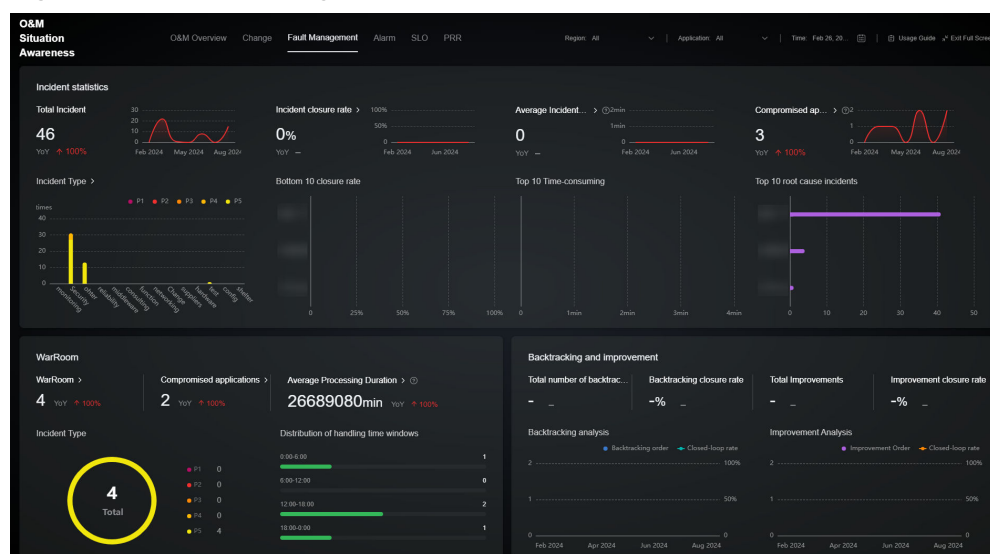 O&M
Situation
Awareness
O&M Overview Change Fault Management Alarm SLO PRR
Region: All Application: All Time: Feb 26, 20... Usage Guide Exit Full Scree
Incident statistics
Total Incident
46
YoY ↑ 100%
30
20
10
0
Feb 2024 May 2024 Aug 2024
Incident closure rate >
0%
YoY –
100%
50%
0
Feb 2024 Jun 2024
Average Incident... >
0
YoY –
2min
1min
0
Feb 2024 Jun 2024
Compromised ap... >
3
YoY ↑ 100%
2
1
0
Feb 2024 May 2024 Aug 2024
Incident Type >
P1 P2 P3 P4 P5
times
40
30
20
10
0
monitoring Security other reliability middleware consulting function networking Change suppliers hardware test config shelter
Bottom 10 closure rate
0 25% 50% 75% 100%
Top 10 Time-consuming
0 1min 2min 3min 4min
Top 10 root cause incidents
0 10 20 30 40 50
WarRoom
WarRoom >
4 YoY ↑ 100%
Compromised applications >
2 YoY ↑ 100%
Average Processing Duration >
26689080min YoY ↑ 100%
Incident Type
4
Total
P1 0
P2 0
P3 0
P4 0
P5 4
Distribution of handling time windows
0:00-6:00 1
6:00-12:00 0
12:00-18:00 2
18:00-0:00 1
Backtracking and improvement
Total number of backtrac...
- –
Backtracking closure rate
-% –
Total Improvements
- –
Improvement closure rate
-% –
Backtracking analysis
Backtracking order Closed-loop rate
2 100%
1 50%
0 0
Feb 2024 Apr 2024 Jun 2024 Aug 2024
Improvement Analysis
Improvement Order Closed-loop rate
2 100%
1 50%
0 0
Feb 2024 Apr 2024 Jun 2024 Aug 2024